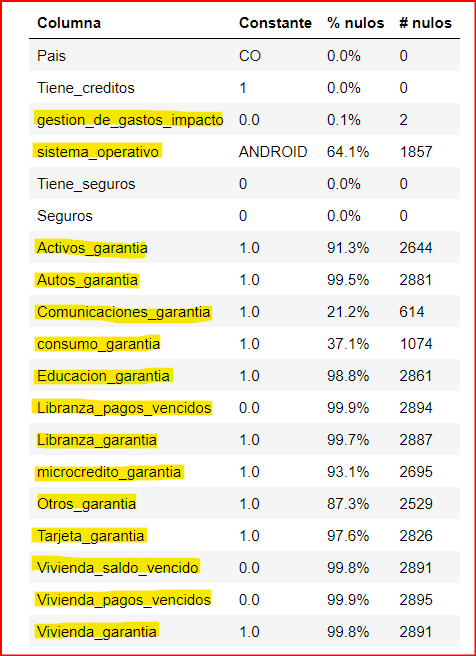 Columna Constante % nulos # nulos
Pais CO 0.0% 0
Tiene_creditos 1 0.0% 0
gestion_de_gastos_impacto 0.0 0.1% 2
sistema_operativo ANDROID 64.1% 1857
Tiene_seguros 0 0.0% 0
Seguros 0 0.0% 0
Activos_garantia 1.0 91.3% 2644
Autos_garantia 1.0 99.5% 2881
Comunicaciones_garantia 1.0 21.2% 614
consumo_garantia 1.0 37.1% 1074
Educacion_garantia 1.0 98.8% 2861
Libranza_pagos_vencidos 0.0 99.9% 2894
Libranza_garantia 1.0 99.7% 2887
microcredito_garantia 1.0 93.1% 2695
Otros_garantia 1.0 87.3% 2529
Tarjeta_garantia 1.0 97.6% 2826
Vivienda_saldo_vencido 0.0 99.8% 2891
Vivienda_pagos_vencidos 0.0 99.9% 2895
Vivienda_garantia 1.0 99.8% 2891